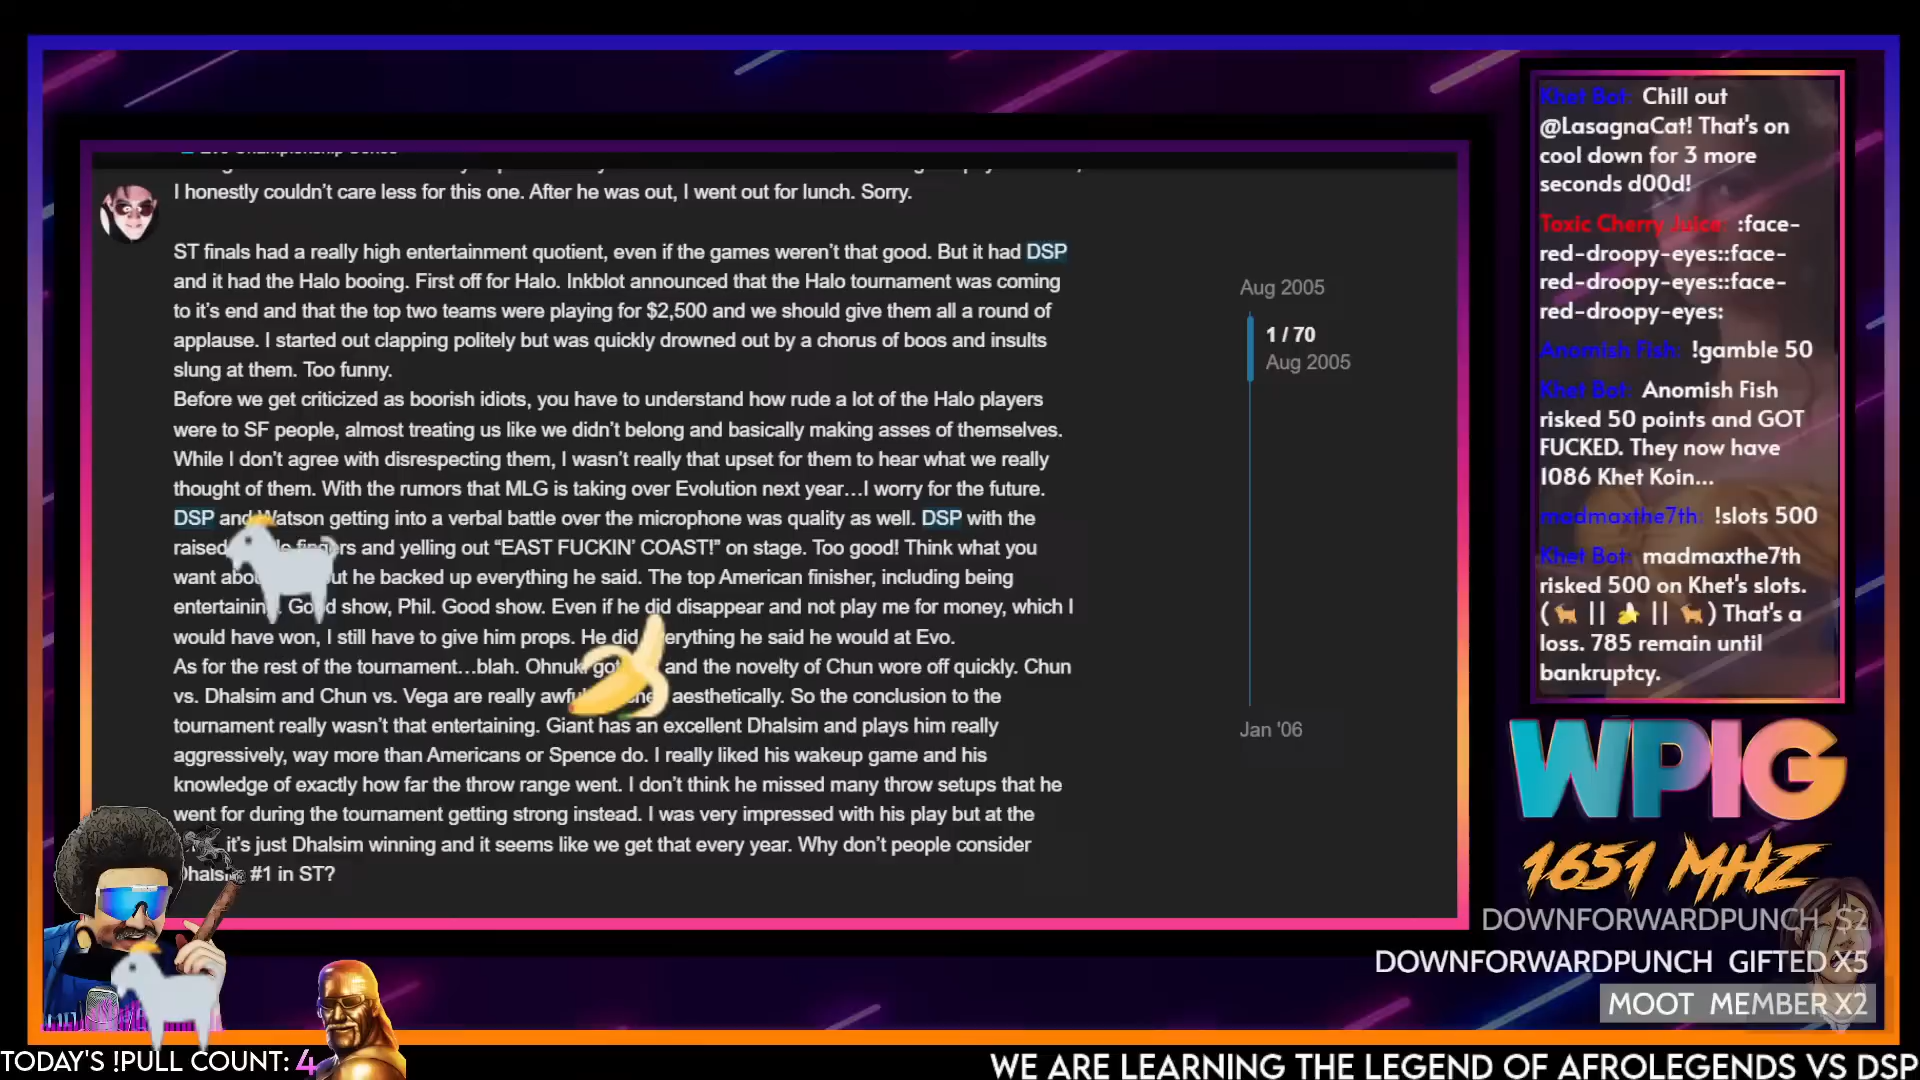 I honestly couldn't care less for this one. After he was out, I went out for lunch. Sorry.
ST finals had a really high entertainment quotient, even if the games weren't that good. But it had DSP
and it had the Halo booing. First off for Halo. Inkblot announced that the Halo tournament was coming
to it's end and that the top two teams were playing for $2,500 and we should give them all a round of
applause. I started out clapping politely but was quickly drowned out by a chorus of boos and insults
slung at them. Too funny.
Before we get criticized as boorish idiots, you have to understand how rude a lot of the Halo players
were to SF people, almost treating us like we didn't belong and basically making asses of themselves.
While I don't agree with disrespecting them, I wasn't really that upset for them to hear what we really
thought of them. With the rumors that MLG is taking over Evolution next year…I worry for the future.
DSP and Watson getting into a verbal battle over the microphone was quality as well. DSP with the
raised fingers and yelling out “EAST FUCKIN’ COAST!” on stage. Too good! Think what you
want he backed up everything he said. The top American finisher, including being
entertaining. Good show, Phil. Good show. Even if he did disappear and not play me for money, which I
would have won, I still have to give him props. He did everything he said he would at Evo.
As for the rest of the tournament…blah. Ohnuki got and the novelty of Chun wore off quickly. Chun
vs. Dhalsim and Chun vs. Vega are really aesthetically. So the conclusion to the
tournament really wasn't that entertaining. Giant has an excellent Dhalsim and plays him really
aggressively, way more than Americans or Spence do. I really liked his wakeup game and his
knowledge of exactly how far the throw range went. I don't think he missed many throw setups that he
went for during the tournament getting strong instead. I was very impressed with his play but at the
it's just Dhalsim winning and it seems like we get that every year. Why don't people consider
Dhalsim #1 in ST?
Aug 2005
1 / 70
Aug 2005
Jan '06
Khet Bot: Chill out
@LasagnaCat! That's on
cool down for 3 more
seconds d00d!
Toxic Cherry Juice: :face-
red-droopy-eyes::face-
red-droopy-eyes::face-
red-droopy-eyes:
Anomish Fish: !gamble 50
Khet Bot: Anomish Fish
risked 50 points and GOT
FUCKED. They now have
1086 Khet Koin...
madmaxthe7th: !slots 500
Khet Bot: madmaxthe7th
risked 500 on Khet's slots.
( || || ) That's a
loss. 785 remain until
bankruptcy.
WPIG
1651 MHZ
DOWNFORWARDPUNCH $2
DOWNFORWARDPUNCH GIFTED X5
MOOT MEMBER X2
TODAY'S !PULL COUNT: 4
WE ARE LEARNING THE LEGEND OF AFROLEGENDS VS DSP